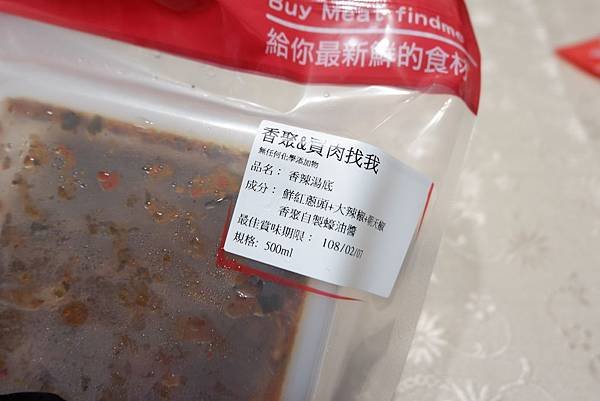 Buy Meat findme
給你最新鮮的食材
香聚&買肉找我
無任何化學添加物
品名： 香辣湯底
成分： 鮮紅蔥頭+大辣椒+朝天椒
香聚自製蠔油醬
最佳賞味期限： 108/02/07
規格: 500ml